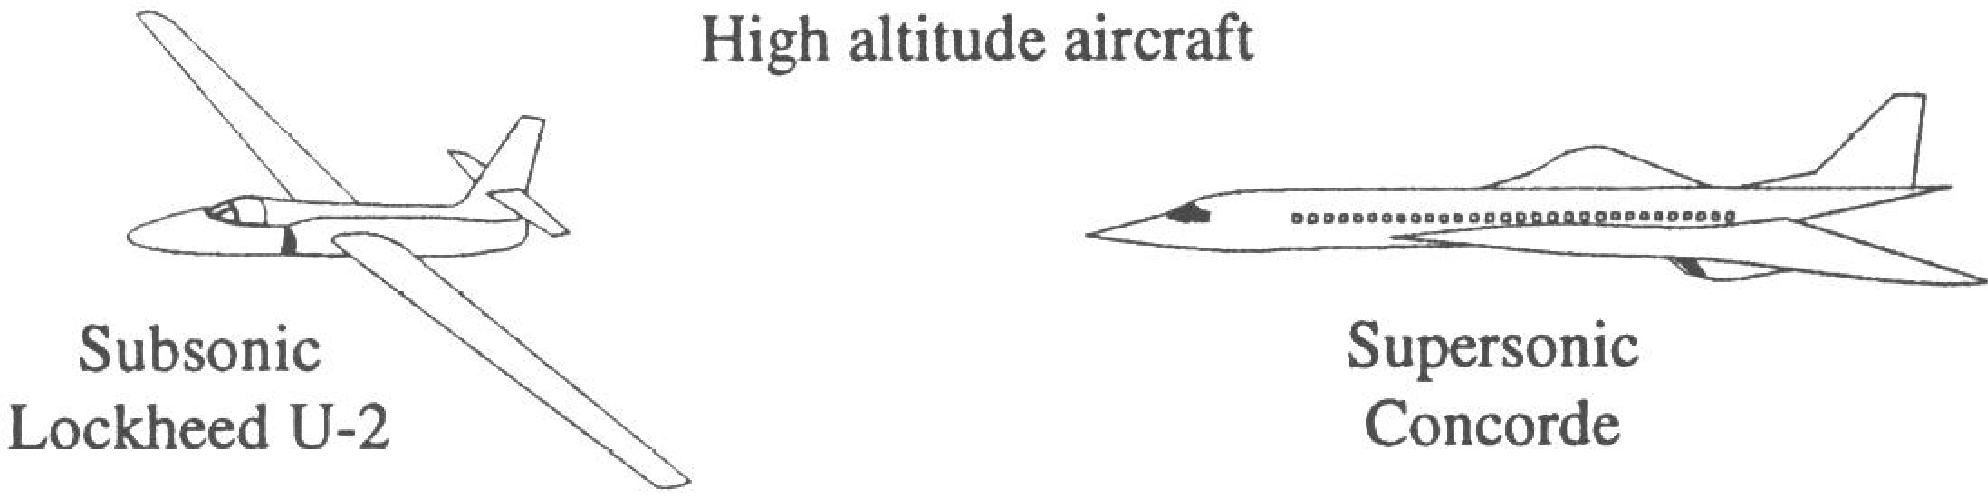 High altitude aircraft
Subsonic
Lockheed U-2
Supersonic
Concorde